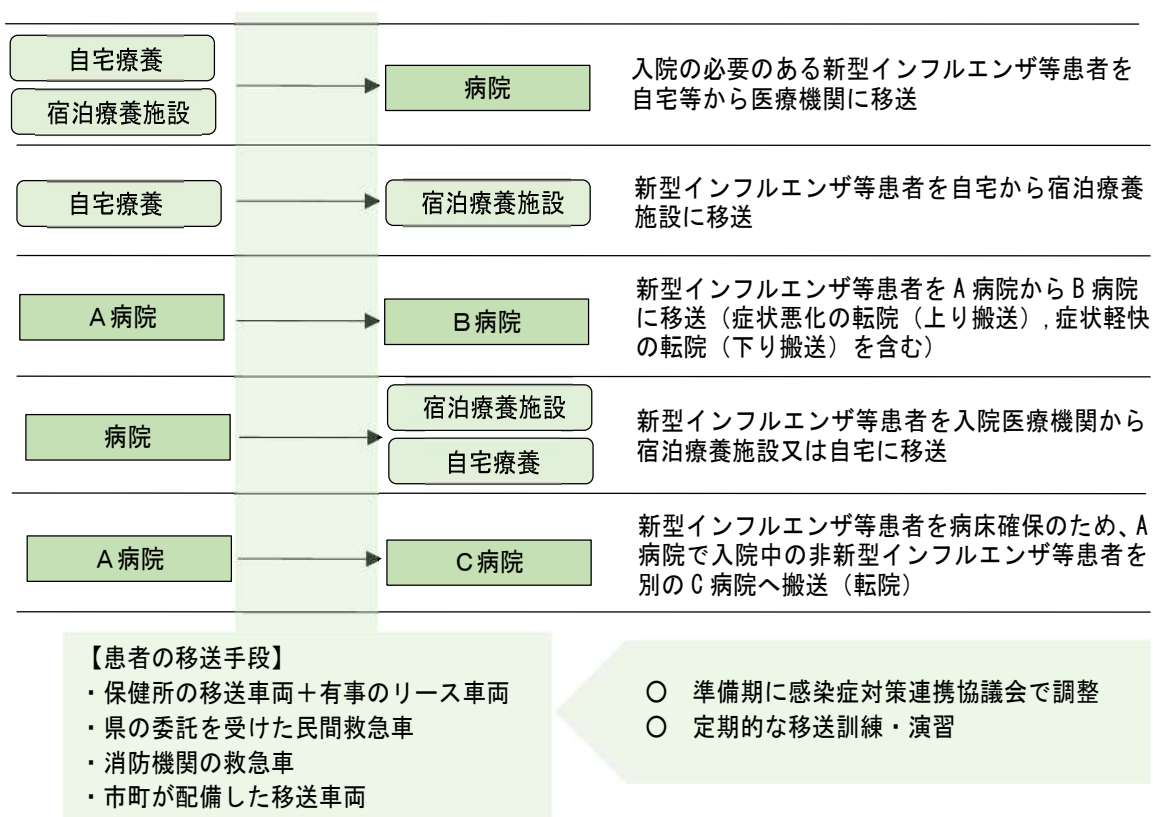 自宅療養
宿泊療養施設
病院
入院の必要のある新型インフルエンザ等患者を
自宅等から医療機関に移送
自宅療養
宿泊療養施設
新型インフルエンザ等患者を自宅から宿泊療養
施設に移送
A病院
B病院
新型インフルエンザ等患者をA病院からB病院
に移送（症状悪化の転院（上り搬送）,症状軽快
の転院（下り搬送）を含む）
病院
宿泊療養施設
自宅療養
新型インフルエンザ等患者を入院医療機関から
宿泊療養施設又は自宅に移送
A病院
C病院
新型インフルエンザ等患者を病床確保のため、A
病院で入院中の非新型インフルエンザ等患者を
別のC病院へ搬送（転院）
【患者の移送手段】
・保健所の移送車両＋有事のリース車両
・県の委託を受けた民間救急車
・消防機関の救急車
・市町が配備した移送車両
〇　準備期に感染症対策連携協議会で調整
〇　定期的な移送訓練・演習